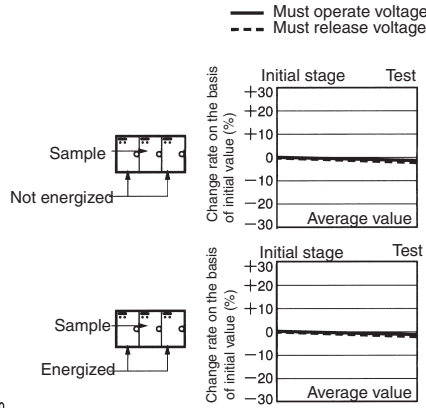 Must operate voltage
Must release voltage
Initial stage Test
Change rate on the basis
of initial value (%)
+30
+20
+10
0
−10
−20
−30
Average value
Sample
Not energized
Initial stage Test
Change rate on the basis
of initial value (%)
+30
+20
+10
0
−10
−20
−30
Average value
Sample
Energized